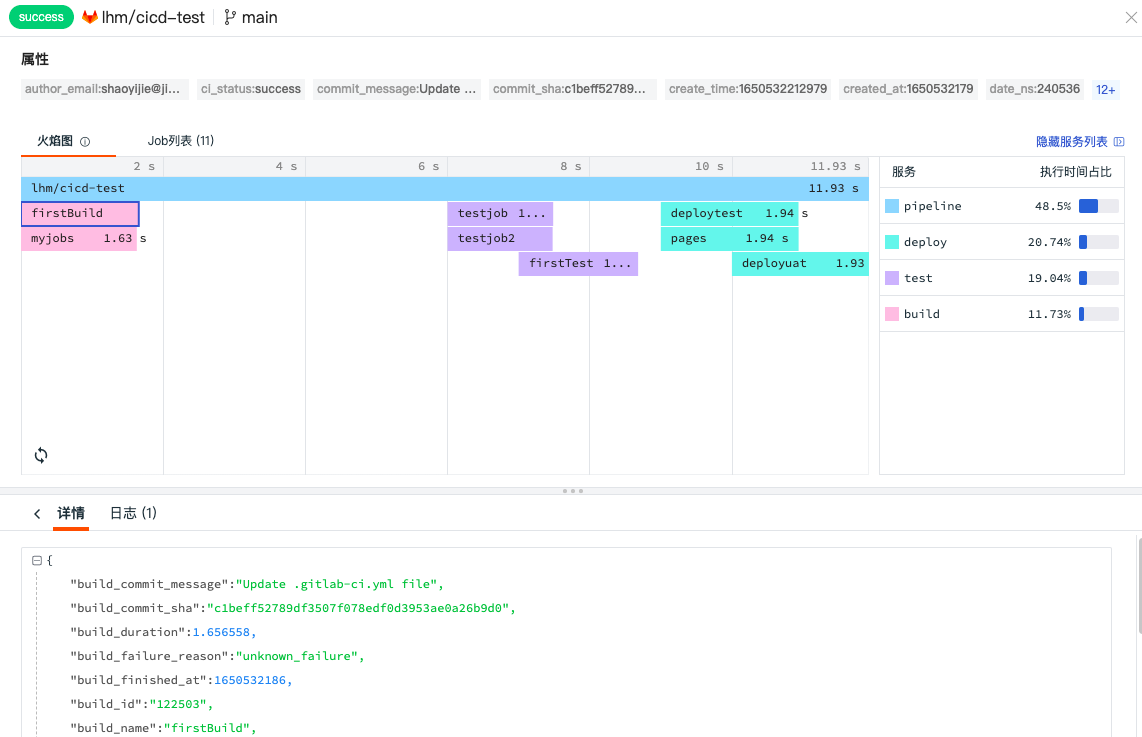 success lhm/cicd-test main
属性
author_email:shaoyijie@ji... ci_status:success commit_message:Update ... commit_sha:c1beff52789... create_time:1650532212979 created_at:1650532179 date_ns:240536 12+
火焰图 Job列表 (11) 隐藏服务列表
2 s 4 s 6 s 8 s 10 s 11.93 s
lhm/cicd-test 11.93 s
firstBuild testjob 1... deploytest 1.94 s
myjobs 1.63 s testjob2 pages 1.94 s
firstTest 1... deployuat 1.93
服务 执行时间占比
pipeline 48.5%
deploy 20.74%
test 19.04%
build 11.73%
详情 日志 (1)
{
"build_commit_message":"Update .gitlab-ci.yml file",
"build_commit_sha":"c1beff52789df3507f078edf0d3953ae0a26b9d0",
"build_duration":1.656558,
"build_failure_reason":"unknown_failure",
"build_finished_at":1650532186,
"build_id":"122503",
"build_name":"firstBuild",